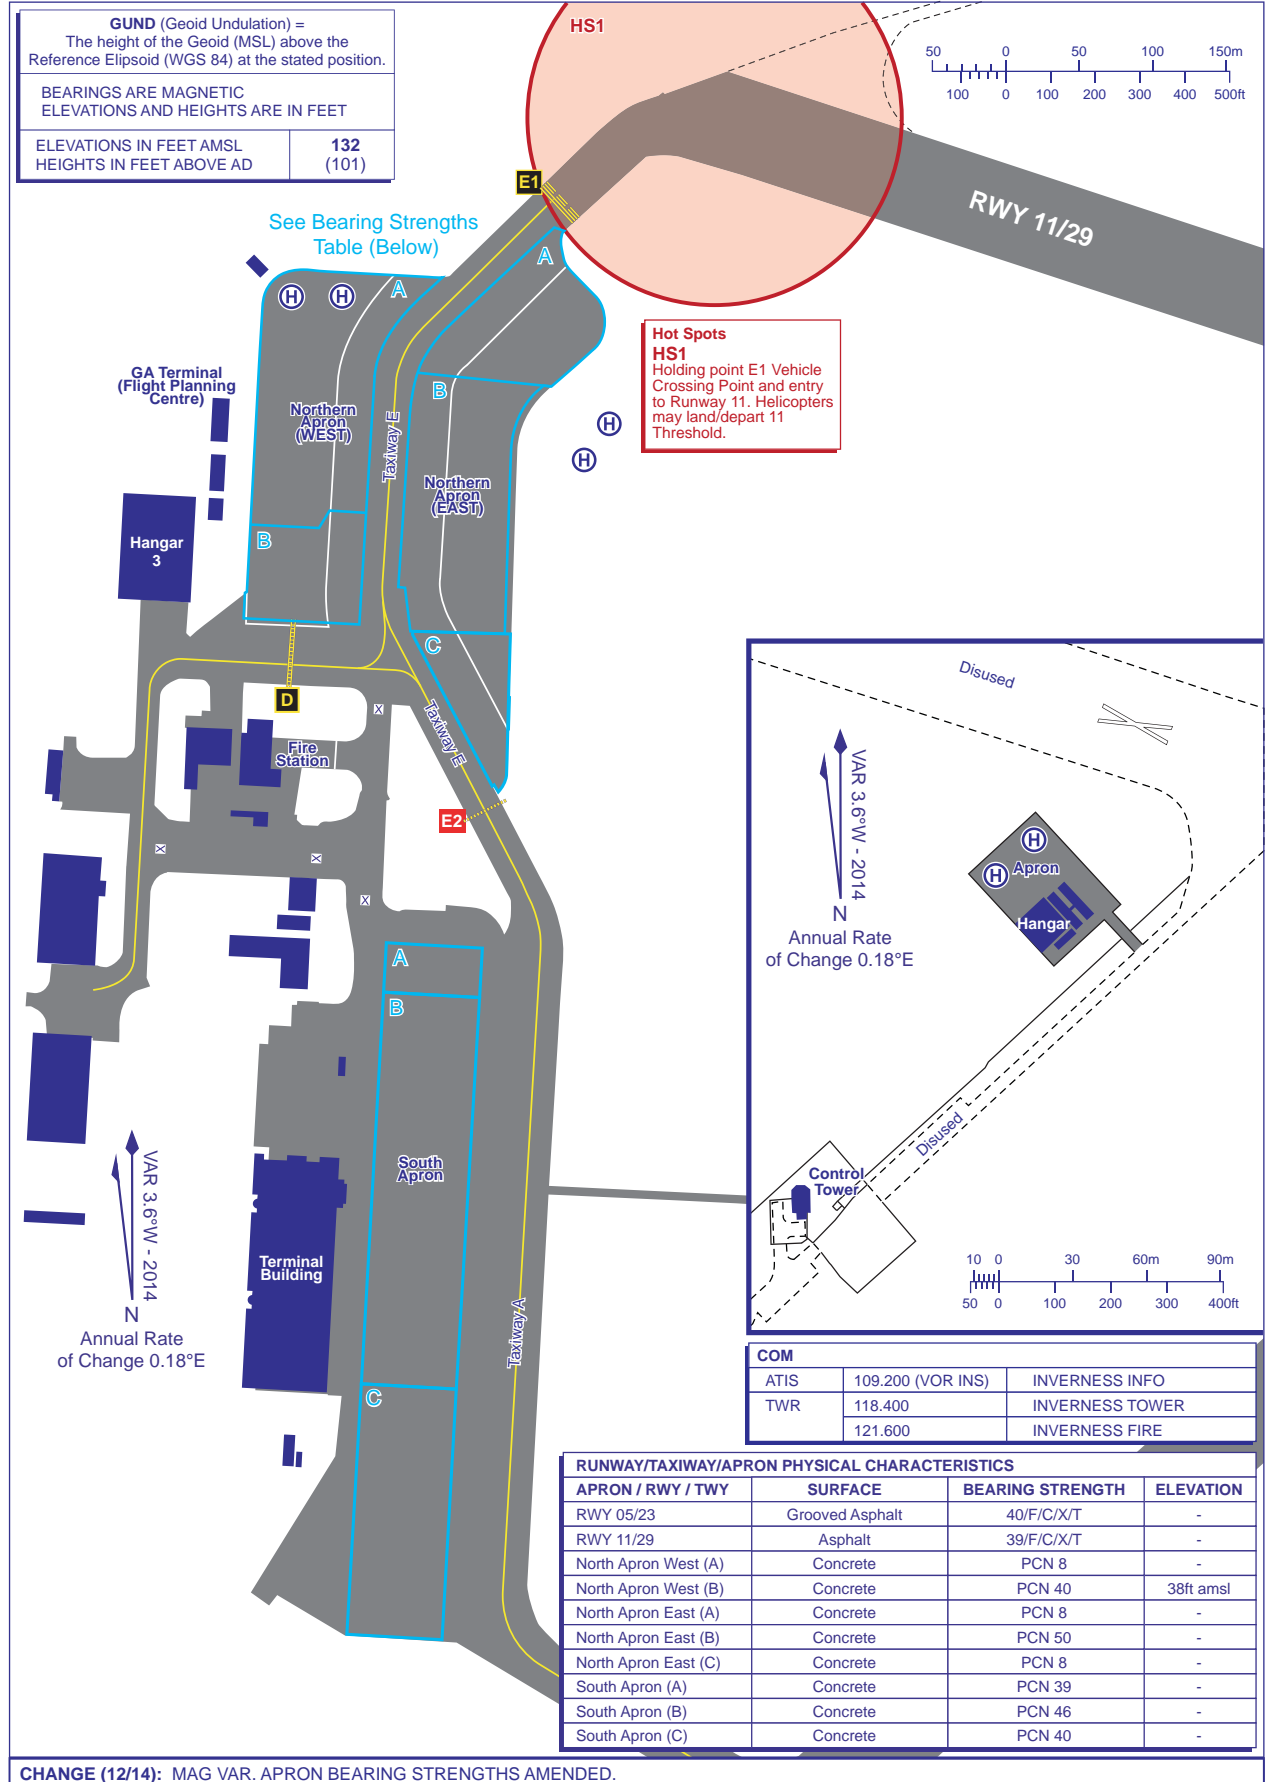 GUND (Geoid Undulation) =
The height of the Geoid (MSL) above the
Reference Elipsoid (WGS 84) at the stated position.
BEARINGS ARE MAGNETIC
ELEVATIONS AND HEIGHTS ARE IN FEET
ELEVATIONS IN FEET AMSL 132
HEIGHTS IN FEET ABOVE AD (101)
HS1
50 0 50 100 150m
100 0 100 200 300 400 500ft
E1
RWY 11/29
See Bearing Strengths
Table (Below)
A
A
H H
Hot Spots
HS1
Holding point E1 Vehicle
Crossing Point and entry
to Runway 11. Helicopters
may land/depart 11
Threshold.
GA Terminal
(Flight Planning
Centre)
B
Northern
Apron
(WEST)
Taxiway E
H
H
Northern
Apron
(EAST)
Hangar
3
B
C
D
X
Taxiway E
Fire
Station
E2
X
X
X
A
B
South
Apron
Terminal
Building
Taxiway A
C
VAR 3.6°W - 2014
N
Annual Rate
of Change 0.18°E
Disused
VAR 3.6°W - 2014
N
Annual Rate
of Change 0.18°E
H
H
Apron
Hangar
Disused
Control
Tower
10 0 30 60m 90m
50 0 100 200 300 400ft
COM
ATIS 109.200 (VOR INS) INVERNESS INFO
TWR 118.400 INVERNESS TOWER
121.600 INVERNESS FIRE
RUNWAY/TAXIWAY/APRON PHYSICAL CHARACTERISTICS
APRON / RWY / TWY SURFACE BEARING STRENGTH ELEVATION
RWY 05/23 Grooved Asphalt 40/F/C/X/T -
RWY 11/29 Asphalt 39/F/C/X/T -
North Apron West (A) Concrete PCN 8 -
North Apron West (B) Concrete PCN 40 38ft amsl
North Apron East (A) Concrete PCN 8 -
North Apron East (B) Concrete PCN 50 -
North Apron East (C) Concrete PCN 8 -
South Apron (A) Concrete PCN 39 -
South Apron (B) Concrete PCN 46 -
South Apron (C) Concrete PCN 40 -
CHANGE (12/14): MAG VAR. APRON BEARING STRENGTHS AMENDED.